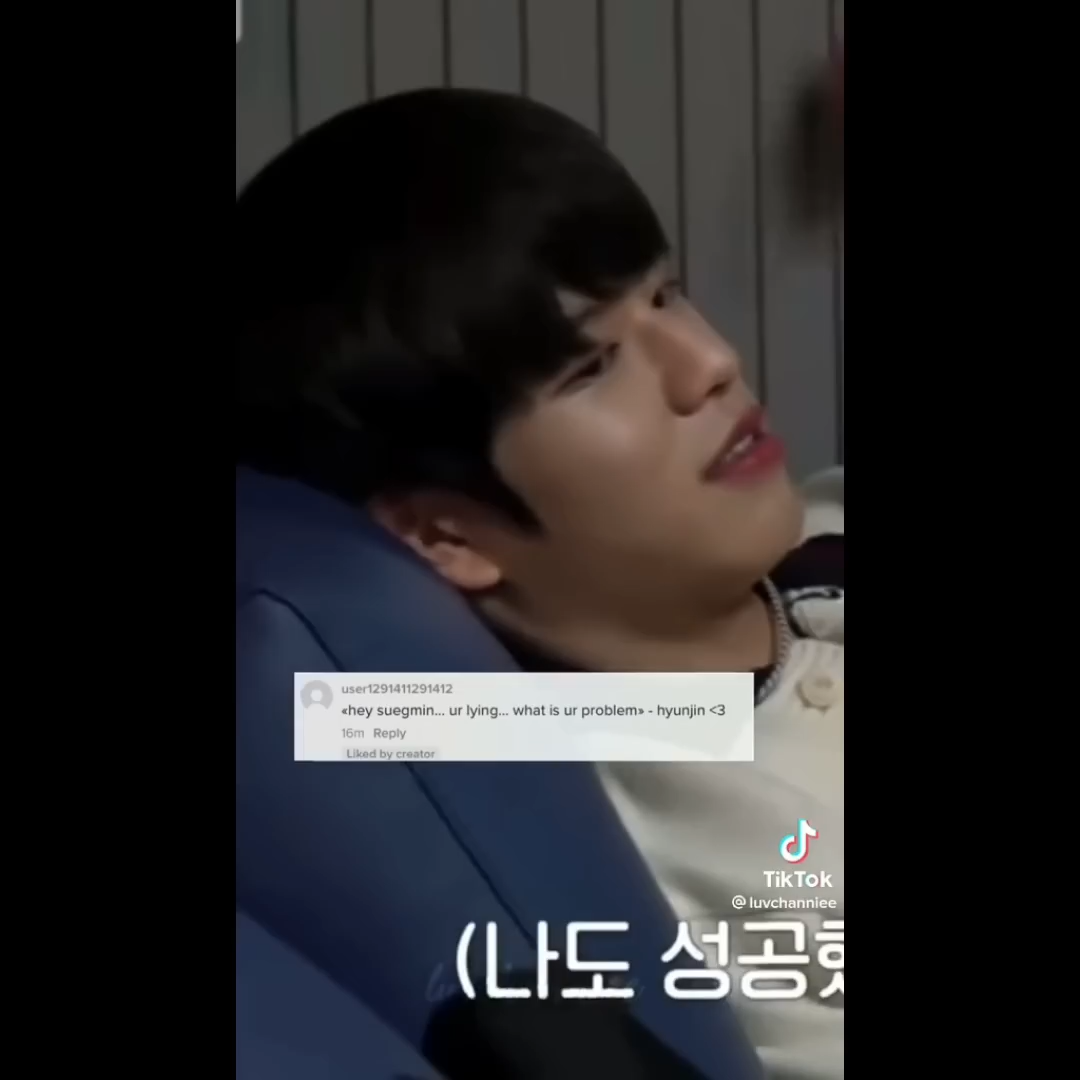 user1291411291412
«hey suegmin... ur lying... what is ur problem» - hyunjin <3
16m Reply
Liked by creator
TikTok
@luvchanniee
(나도 성공